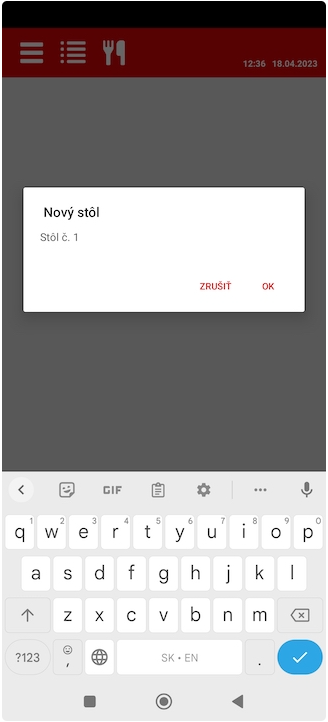 12:36 18.04.2023
Nový stôl
Stôl č. 1
ZRUŠIŤ OK
GIF
1 2 3 4 5 6 7 8 9 0
q w e r t y u i o p
a s d f g h j k l
z x c v b n m
?123 , SK • EN .